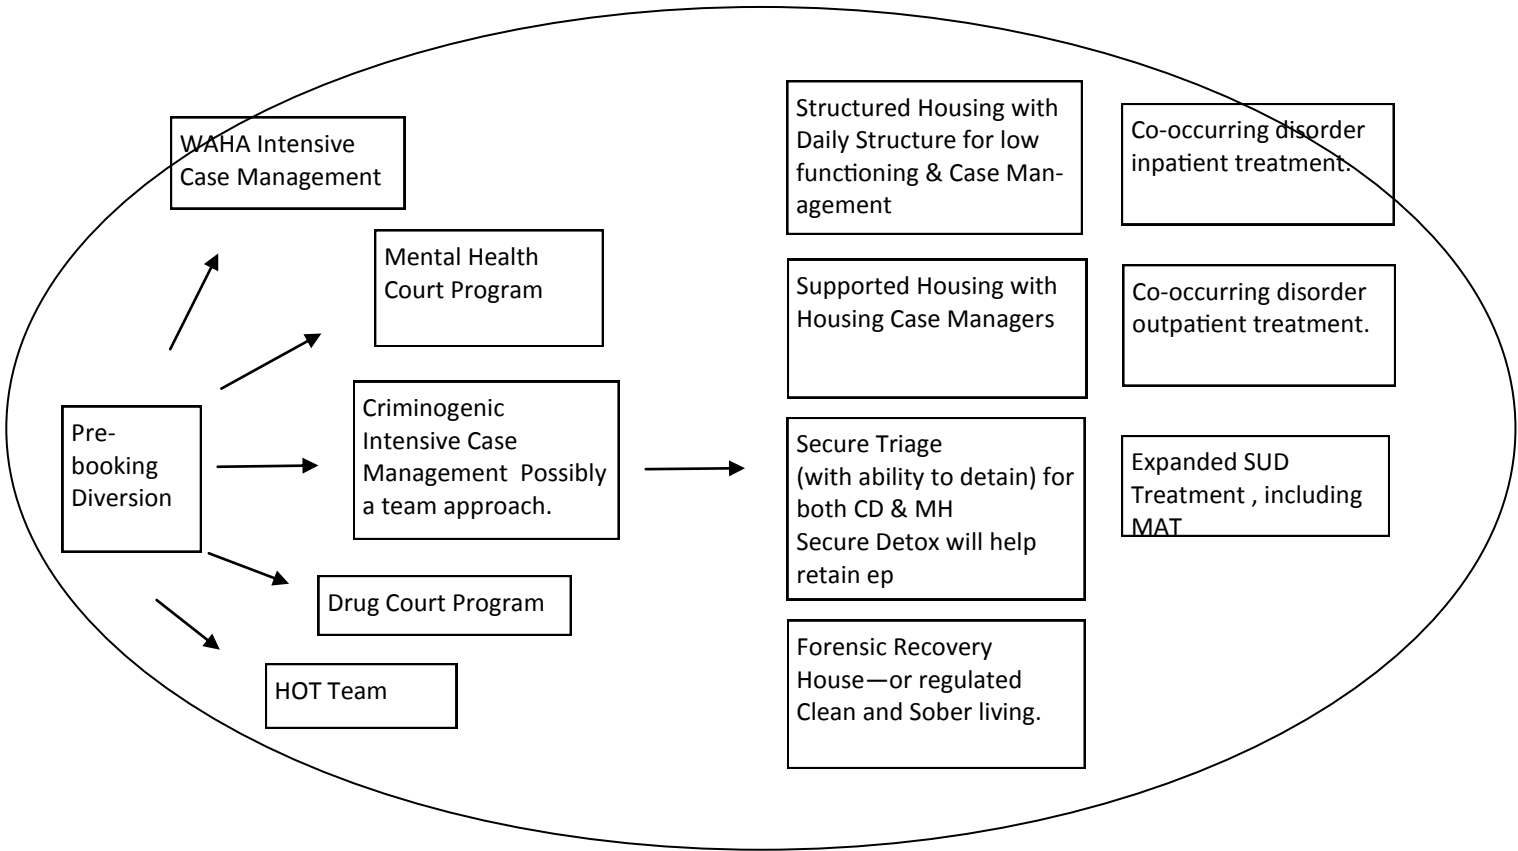 WAHA Intensive
Case Management
Mental Health
Court Program
Pre-
booking
Diversion
Criminogenic
Intensive Case
Management  Possibly
a team approach.
Drug Court Program
HOT Team
Structured Housing with
Daily Structure for low
functioning & Case Man-
agement
Supported Housing with
Housing Case Managers
Secure Triage
(with ability to detain) for
both CD & MH
Secure Detox will help
retain ep
Forensic Recovery
House—or regulated
Clean and Sober living.
Co-occurring disorder
inpatient treatment.
Co-occurring disorder
outpatient treatment.
Expanded SUD
Treatment , including
MAT